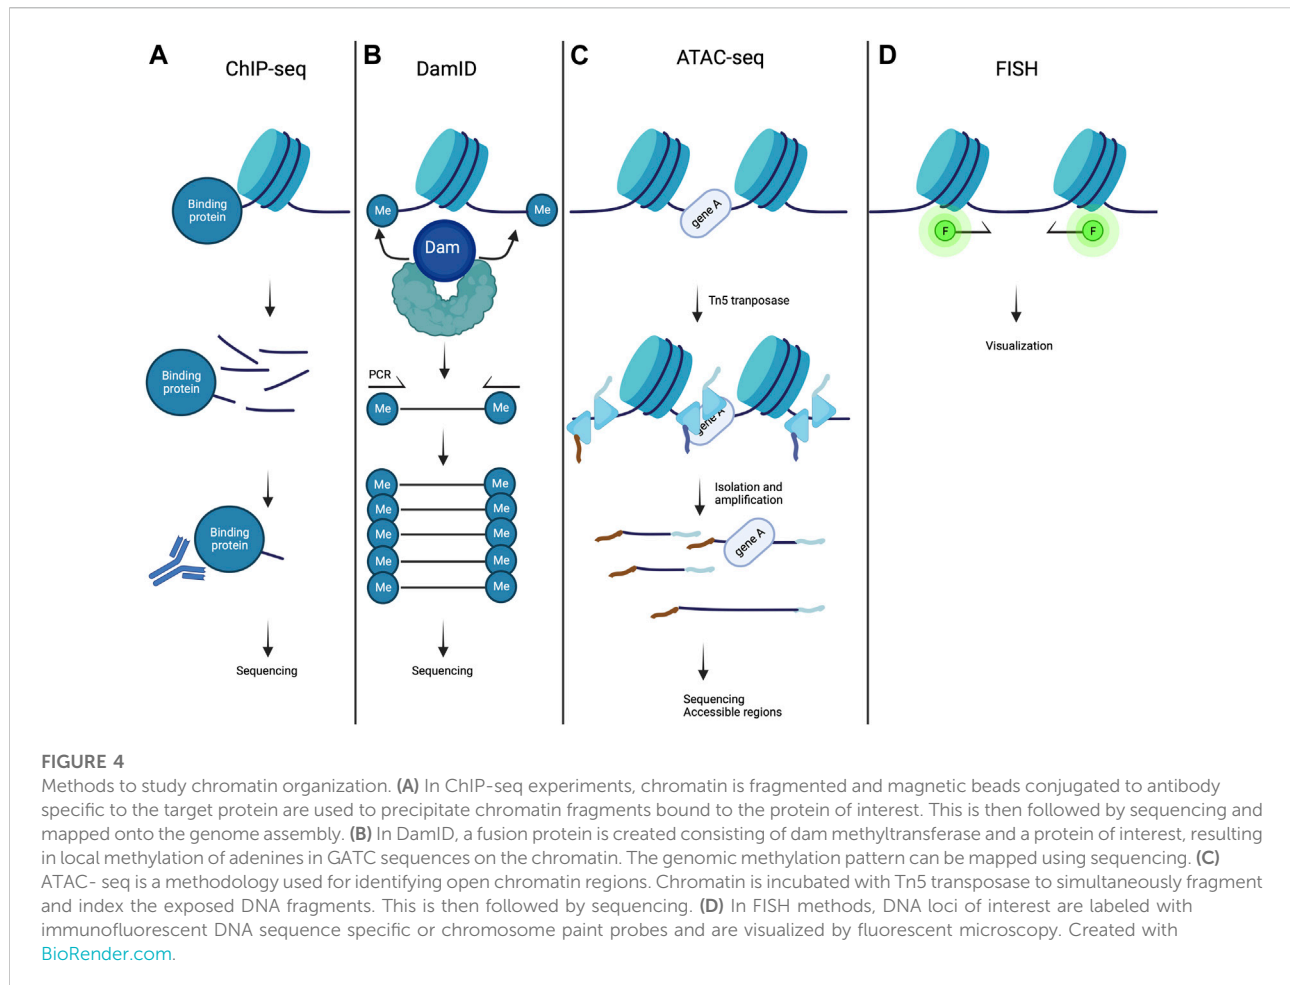 A
ChIP-seq
Binding
protein
Binding
protein
Binding
protein
Sequencing
B
DamID
Me
Me
Dam
PCR
Me
Me
Me
Me
Me
Me
Me
Me
Me
Me
Me
Me
Sequencing
C
ATAC-seq
gene A
Tn5 tranposase
gene A
Isolation and
amplification
gene A
Sequencing
Accessible regions
D
FISH
F
F
Visualization
FIGURE 4
Methods to study chromatin organization. (A) In ChIP-seq experiments, chromatin is fragmented and magnetic beads conjugated to antibody
specific to the target protein are used to precipitate chromatin fragments bound to the protein of interest. This is then followed by sequencing and
mapped onto the genome assembly. (B) In DamID, a fusion protein is created consisting of dam methyltransferase and a protein of interest, resulting
in local methylation of adenines in GATC sequences on the chromatin. The genomic methylation pattern can be mapped using sequencing. (C)
ATAC- seq is a methodology used for identifying open chromatin regions. Chromatin is incubated with Tn5 transposase to simultaneously fragment
and index the exposed DNA fragments. This is then followed by sequencing. (D) In FISH methods, DNA loci of interest are labeled with
immunofluorescent DNA sequence specific or chromosome paint probes and are visualized by fluorescent microscopy. Created with
BioRender.com.